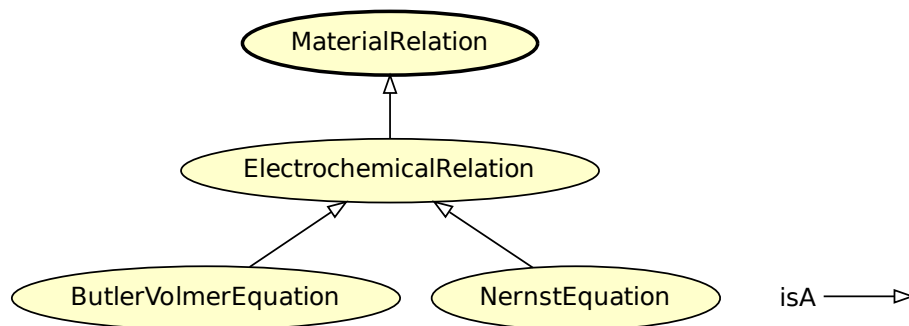 MaterialRelation
ElectrochemicalRelation
ButlerVolmerEquation
NernstEquation
isA